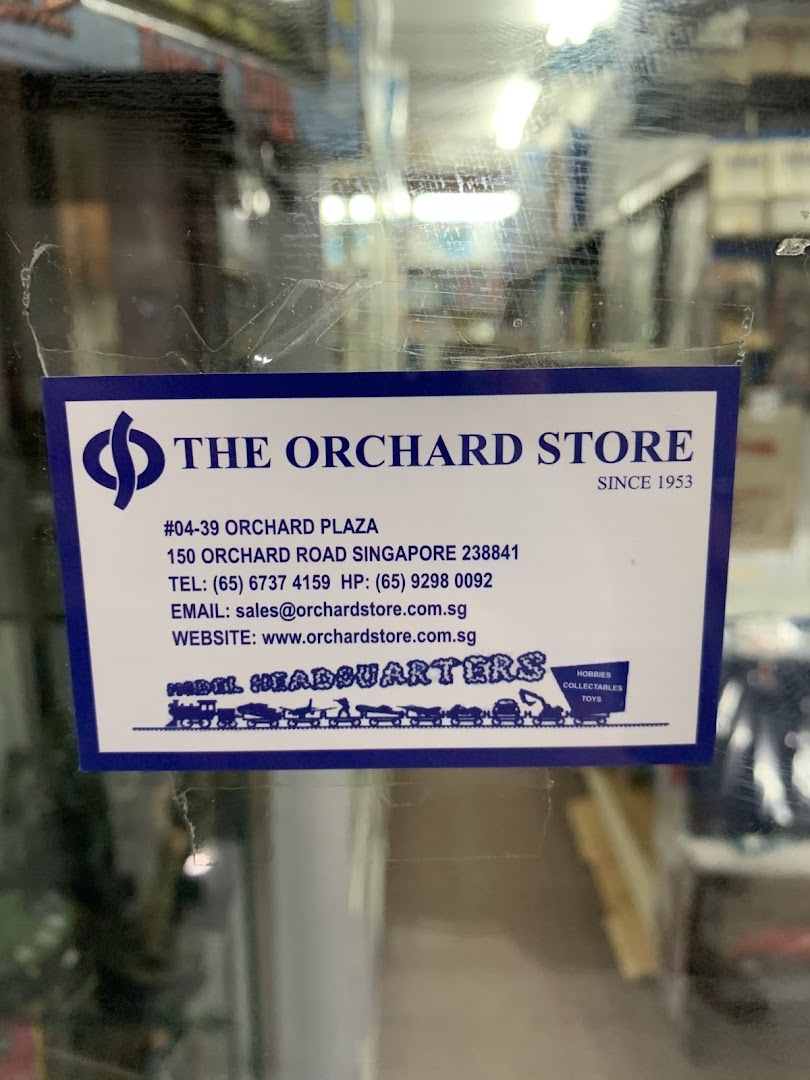 THE ORCHARD STORE
SINCE 1953
#04-39 ORCHARD PLAZA
150 ORCHARD ROAD SINGAPORE 238841
TEL: (65) 6737 4159 HP: (65) 9298 0092
EMAIL: sales@orchardstore.com.sg
WEBSITE: www.orchardstore.com.sg
MODEL HEADQUARTERS
HOBBIES
COLLECTABLES
TOYS